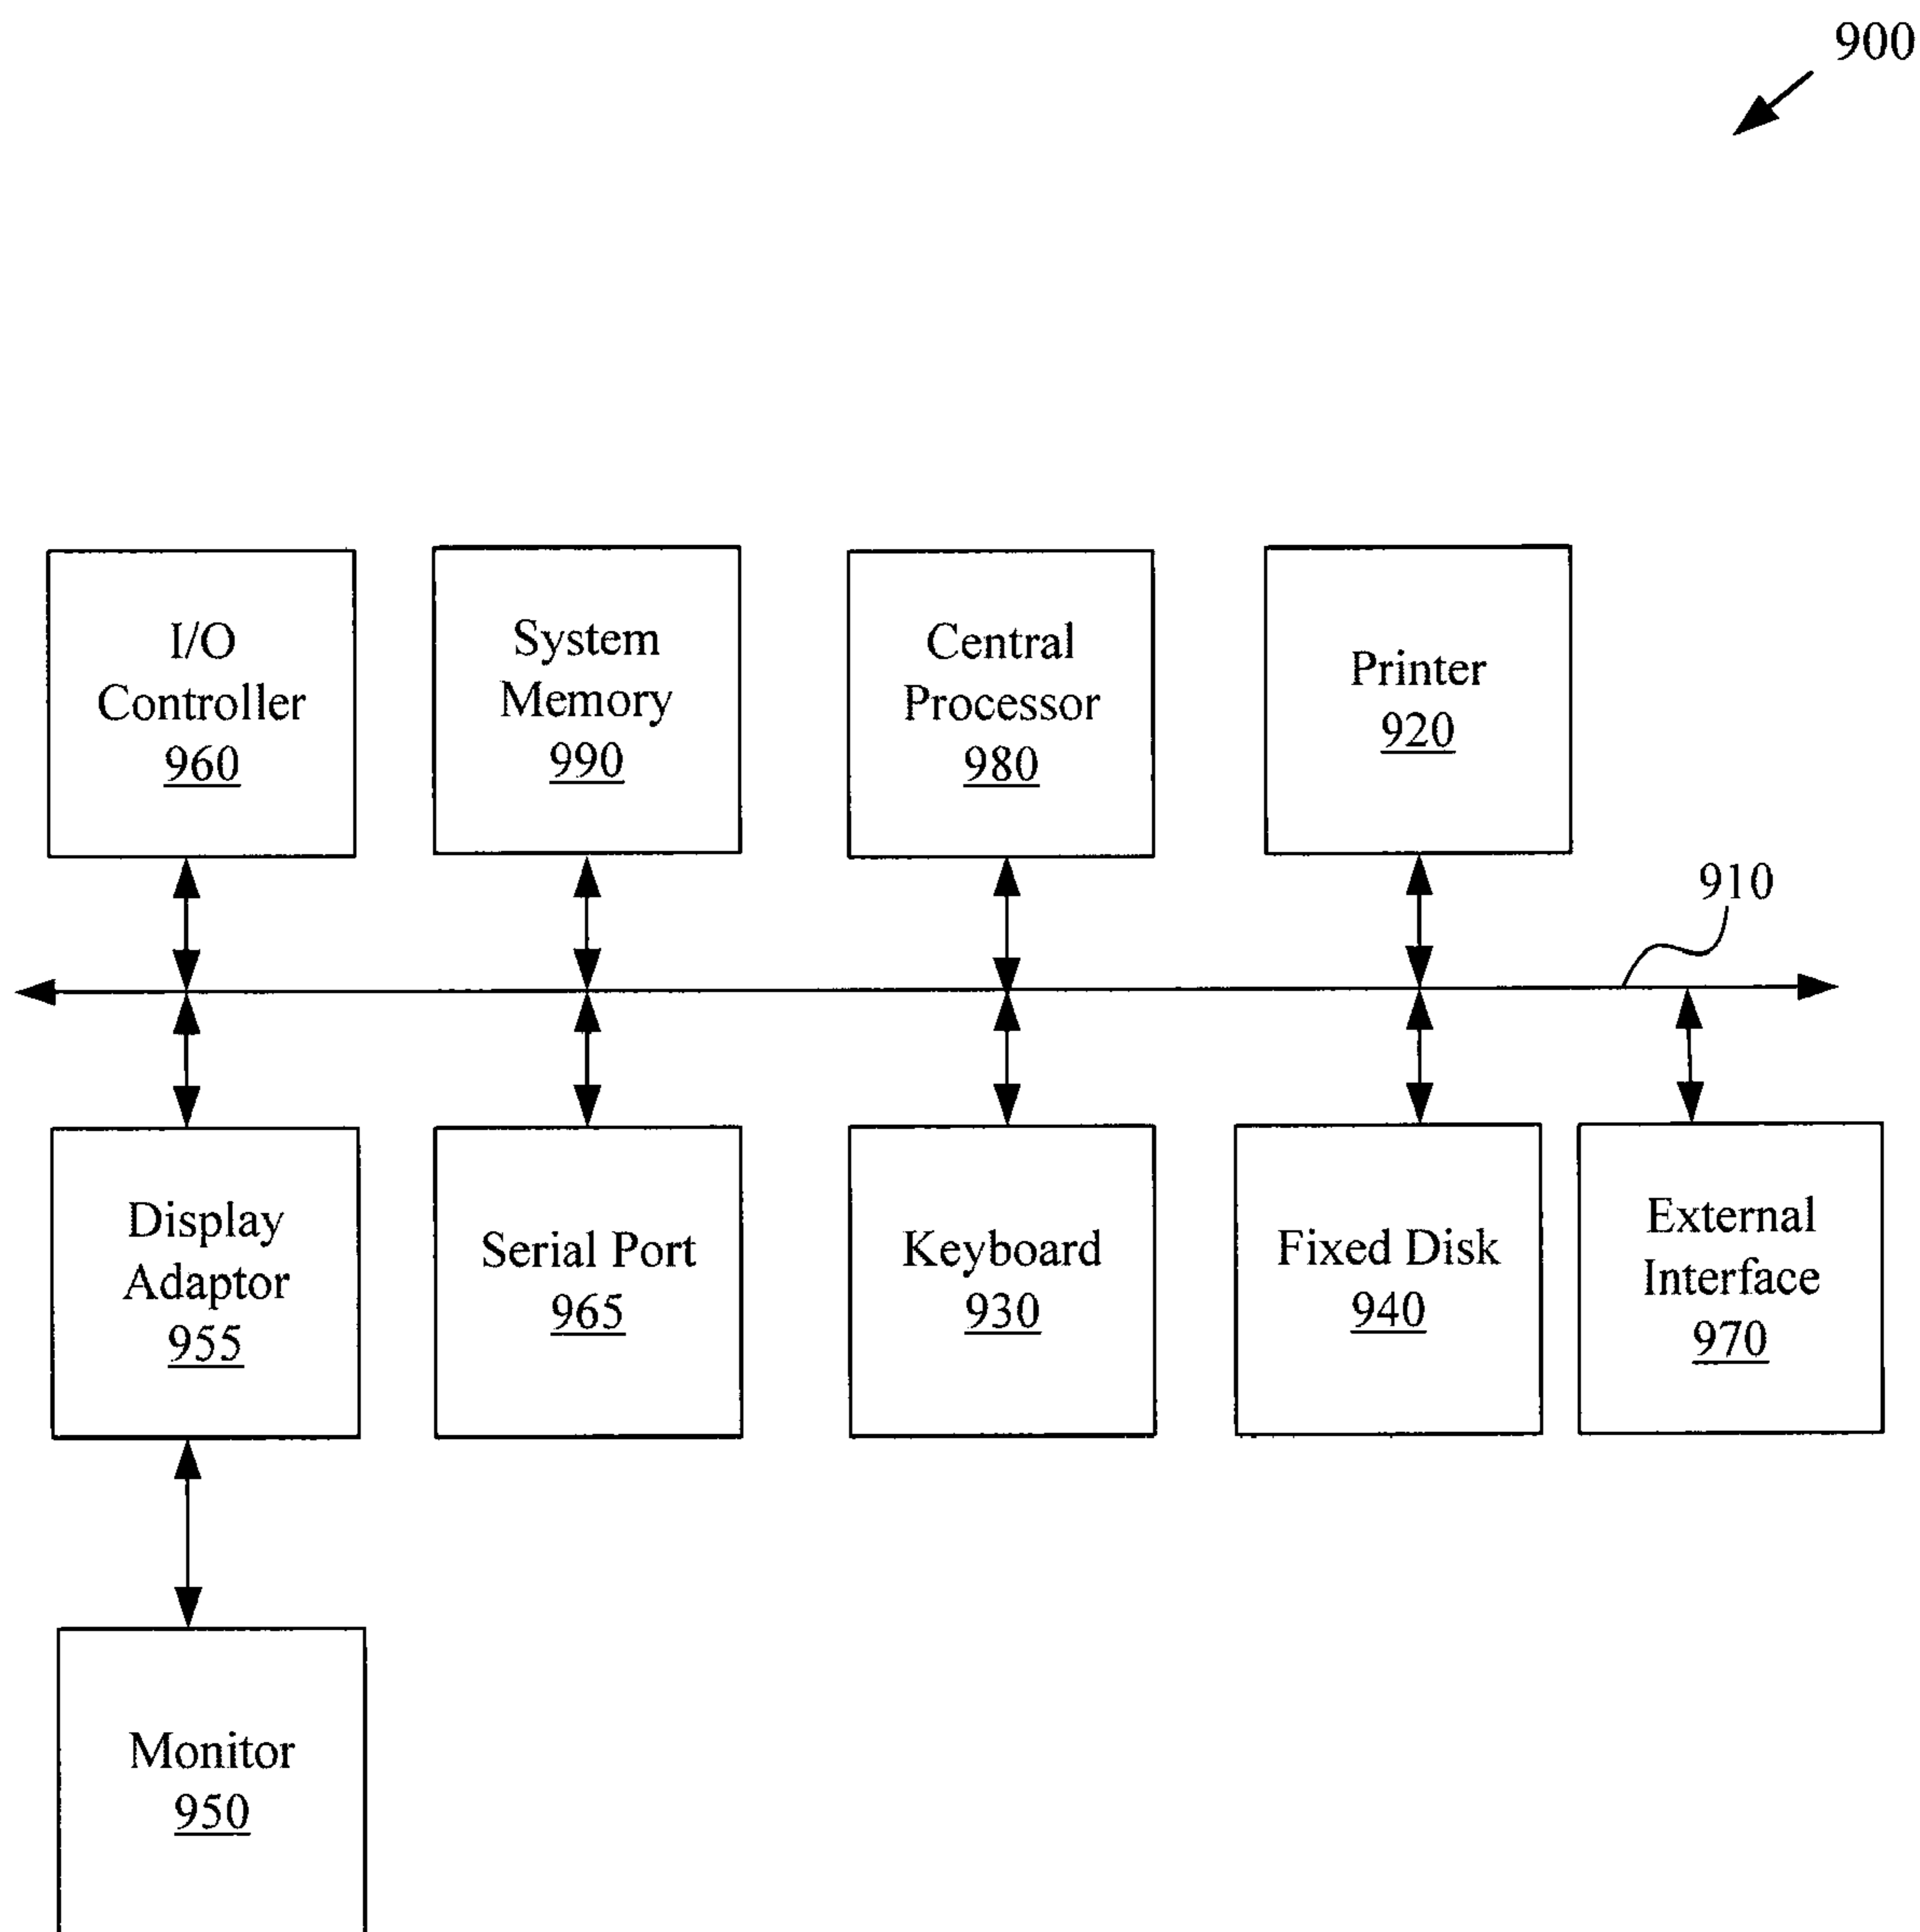 900
I/O
Controller
960
System
Memory
990
Central
Processor
980
Printer
920
910
Display
Adaptor
955
Serial Port
965
Keyboard
930
Fixed Disk
940
External
Interface
970
Monitor
950